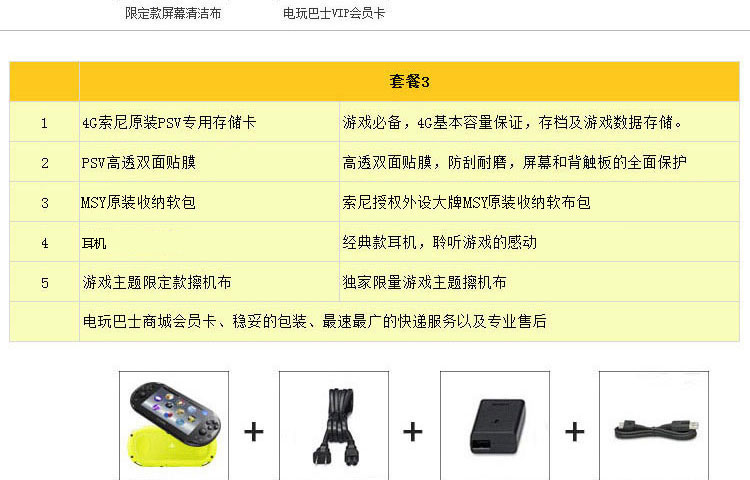 限定款屏幕清洁布 电玩巴士VIP会员卡
套餐3
1 4G索尼原装PSV专用存储卡 游戏必备，4G基本容量保证，存档及游戏数据存储。
2 PSV高透双面贴膜 高透双面贴膜，防刮耐磨，屏幕和背触板的全面保护
3 MSY原装收纳软包 索尼授权外设大牌MSY原装收纳软布包
4 耳机 经典款耳机，聆听游戏的感动
5 游戏主题限定款擦机布 独家限量游戏主题擦机布
电玩巴士商城会员卡、稳妥的包装、最速最广的快递服务以及专业售后